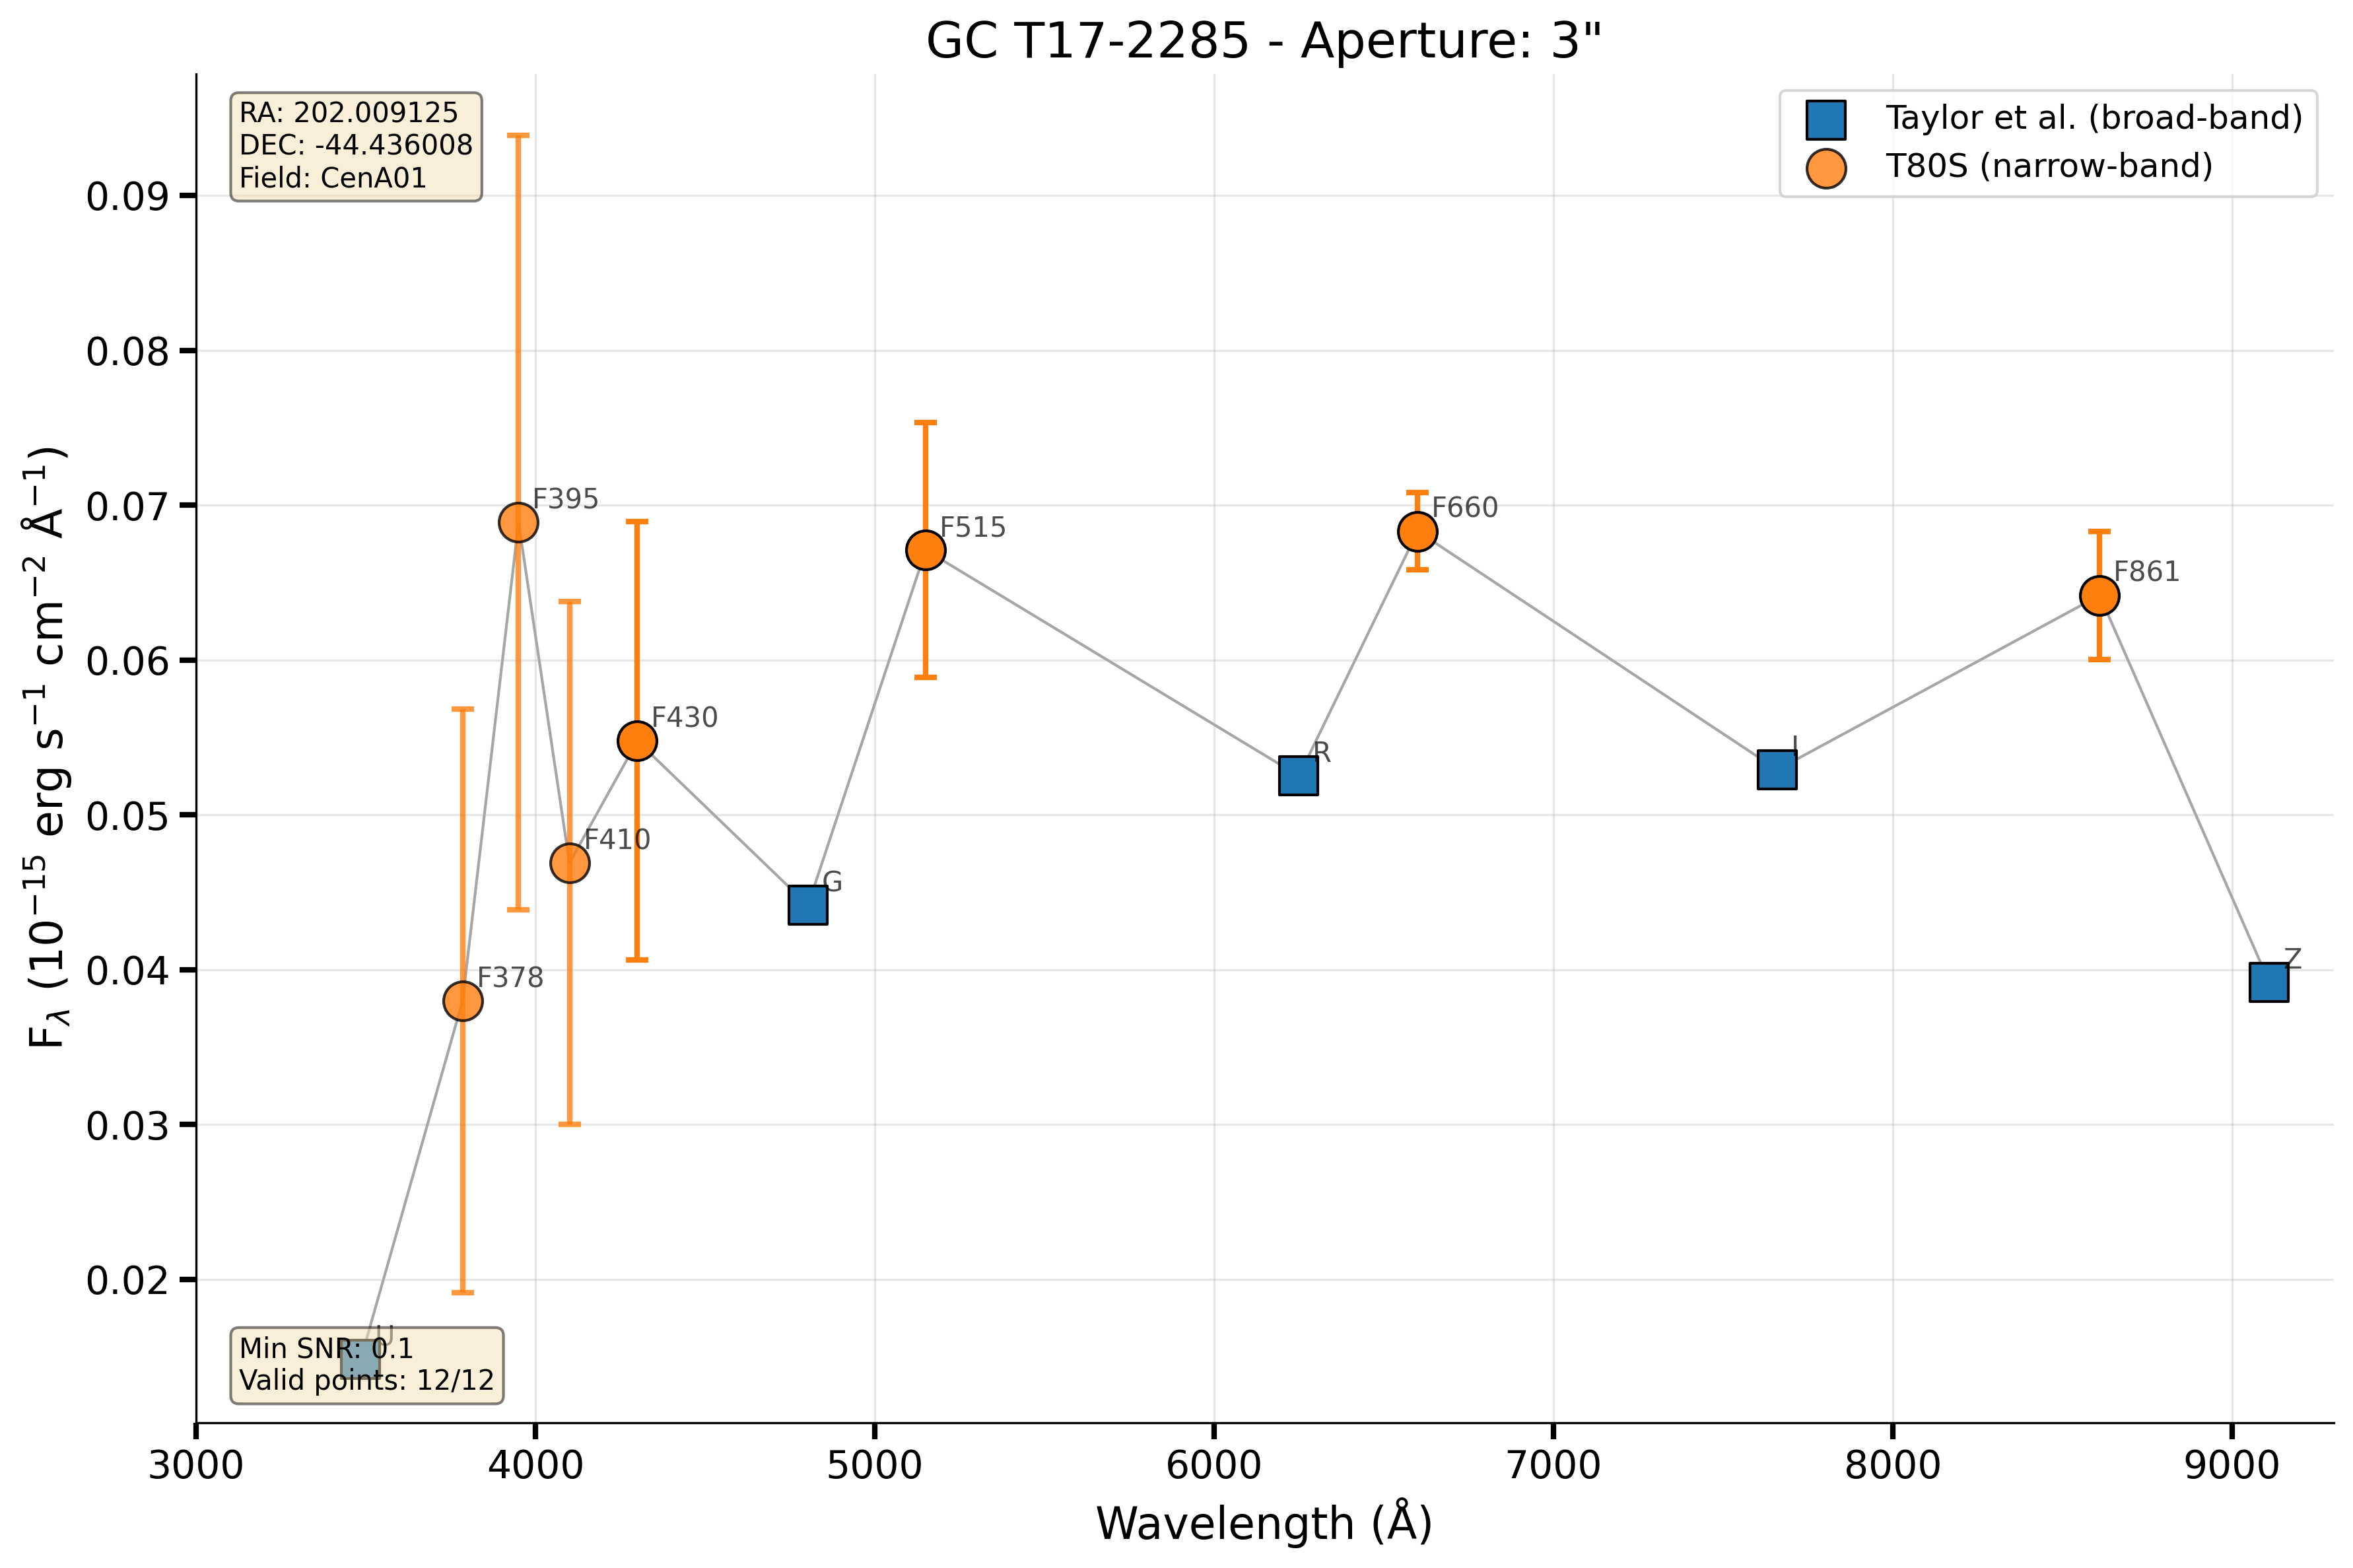 GC T17-2285 - Aperture: 3"
RA: 202.009125
DEC: -44.436008
Field: CenA01
Taylor et al. (broad-band)
T80S (narrow-band)
F_λ (10⁻¹⁵ erg s⁻¹ cm⁻² Å⁻¹)
0.09
0.08
0.07
0.06
0.05
0.04
0.03
0.02
F395
F515
F660
F861
F430
R
I
F410
G
F378
Z
U
Min SNR: 0.1
Valid points: 12/12
3000
4000
5000
6000
7000
8000
9000
Wavelength (Å)